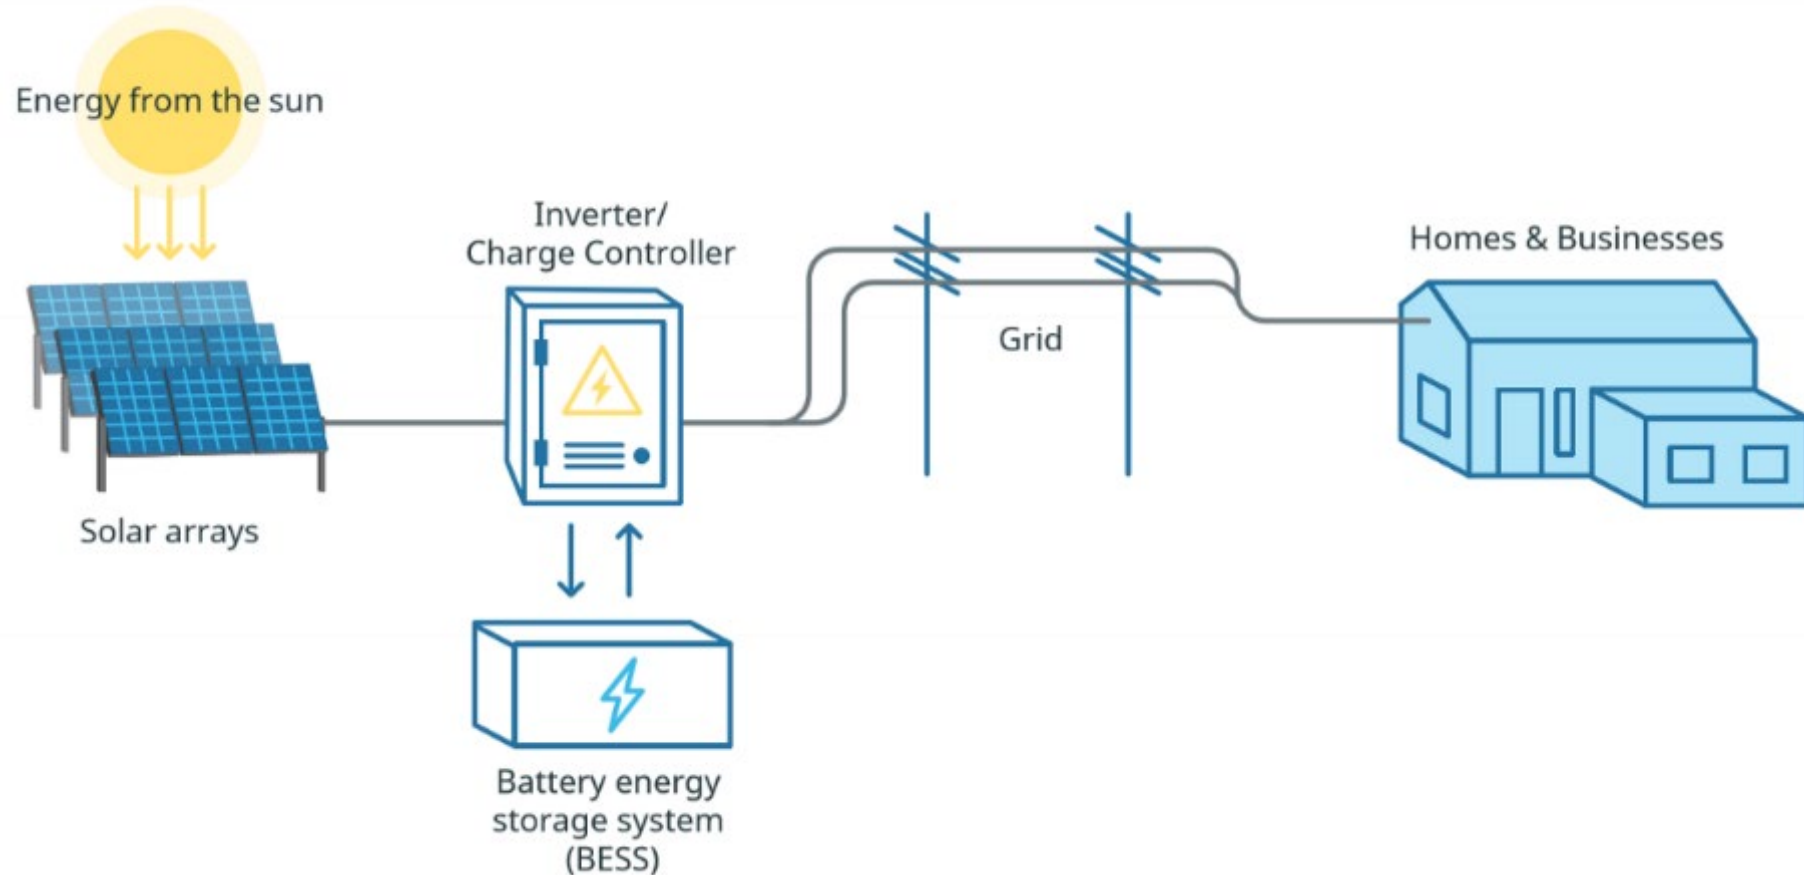 Energy from the sun
Solar arrays
Inverter/
Charge Controller
Battery energy
storage system
(BESS)
Grid
Homes & Businesses